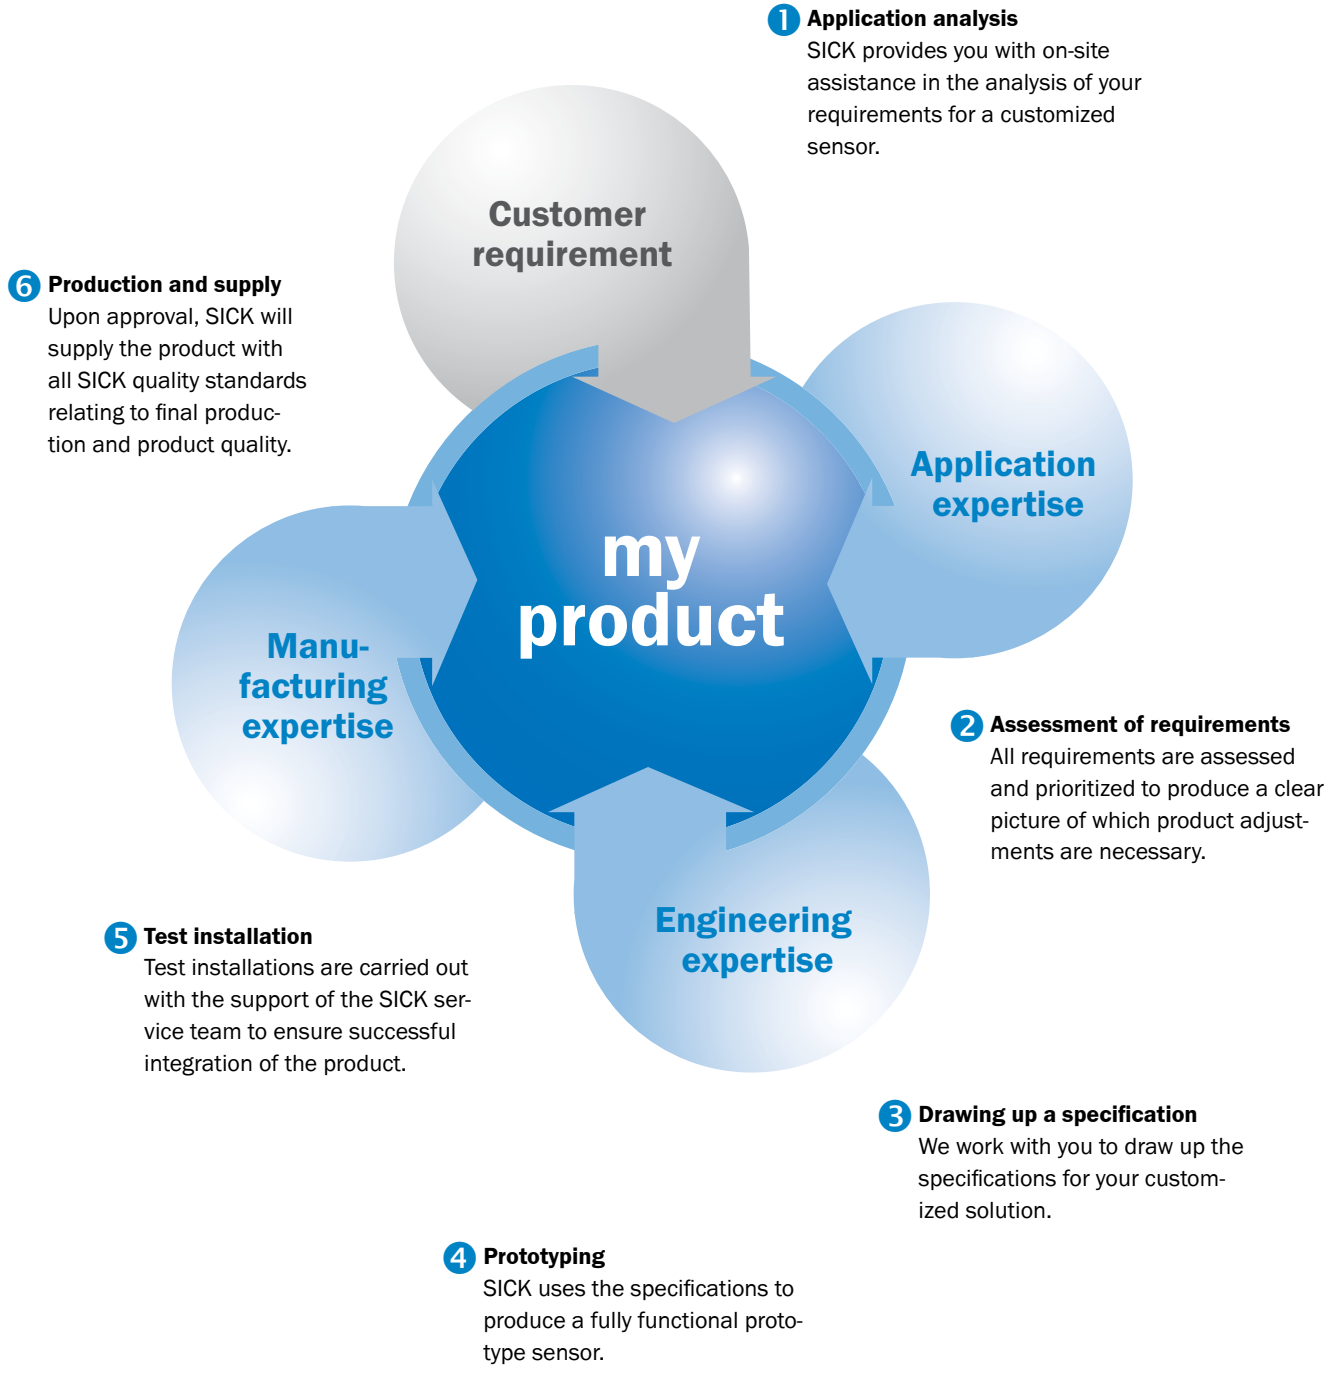 1 Application analysis
SICK provides you with on-site
assistance in the analysis of your
requirements for a customized
sensor.
Customer
requirement
6 Production and supply
Upon approval, SICK will
supply the product with
all SICK quality standards
relating to final produc-
tion and product quality.
Application
expertise
my
product
Manu-
facturing
expertise
2 Assessment of requirements
All requirements are assessed
and prioritized to produce a clear
picture of which product adjust-
ments are necessary.
Engineering
expertise
5 Test installation
Test installations are carried out
with the support of the SICK ser-
vice team to ensure successful
integration of the product.
3 Drawing up a specification
We work with you to draw up the
specifications for your custom-
ized solution.
4 Prototyping
SICK uses the specifications to
produce a fully functional proto-
type sensor.